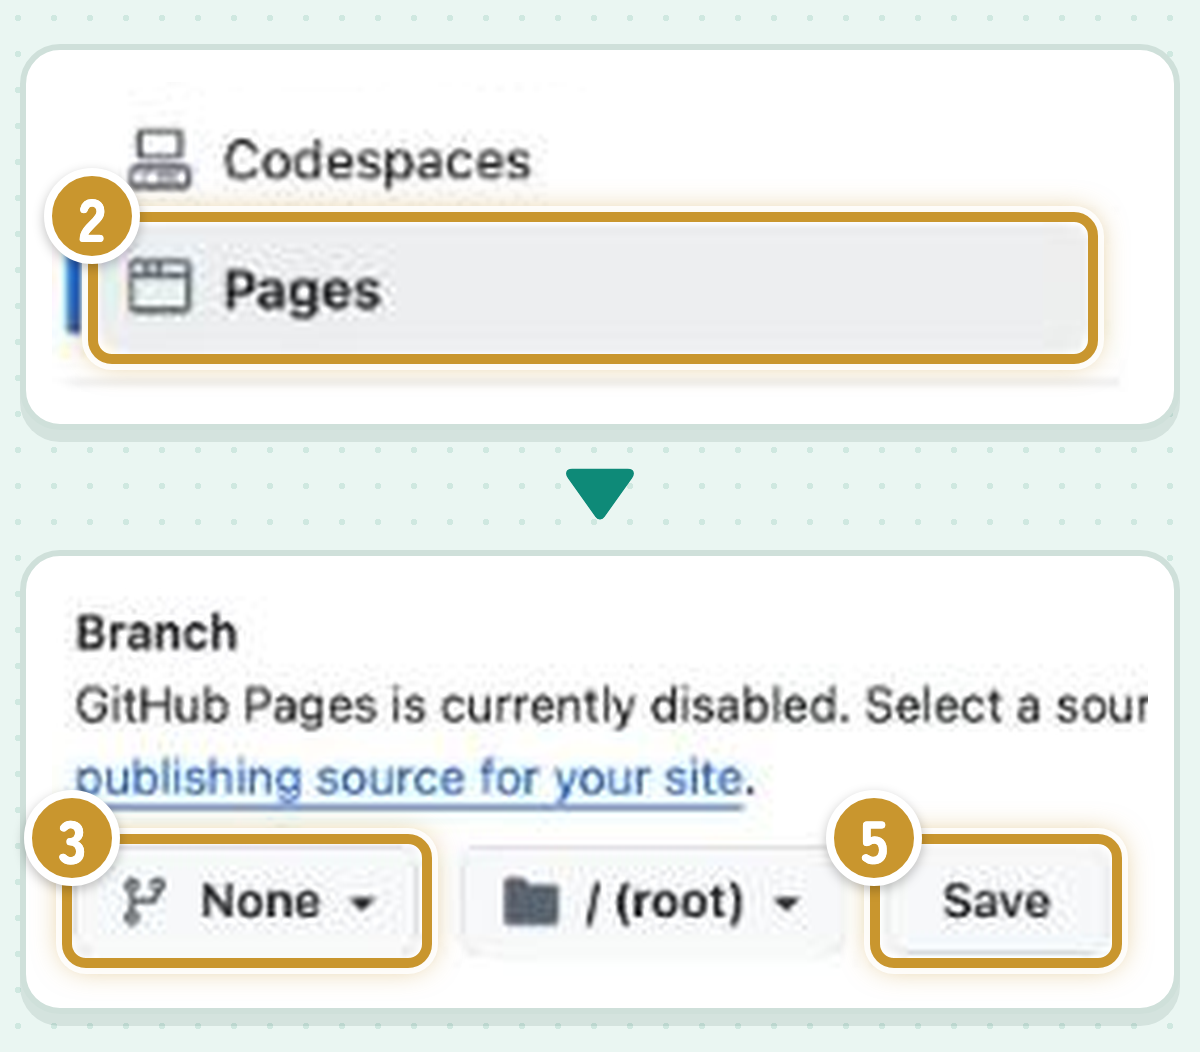 Codespaces
2
Pages
Branch
GitHub Pages is currently disabled. Select a sour
publishing source for your site.
3
5
None
/ (root)
Save